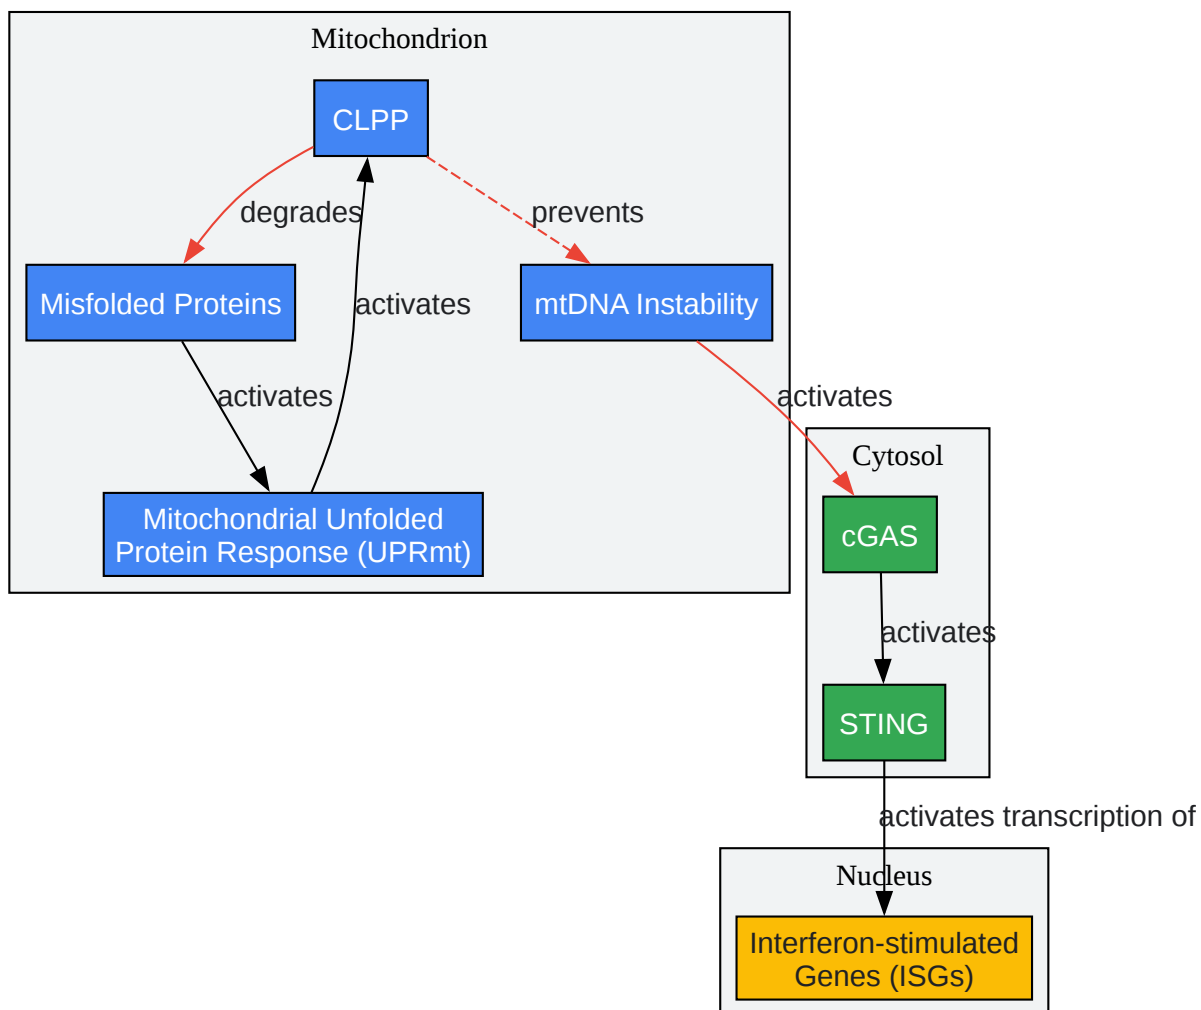 Mitochondrion
CLPP
degrades
prevents
Misfolded Proteins
activates
mtDNA Instability
activates
activates
Mitochondrial Unfolded
Protein Response (UPRmt)
Cytosol
cGAS
activates
STING
activates transcription of
Nucleus
Interferon-stimulated
Genes (ISGs)